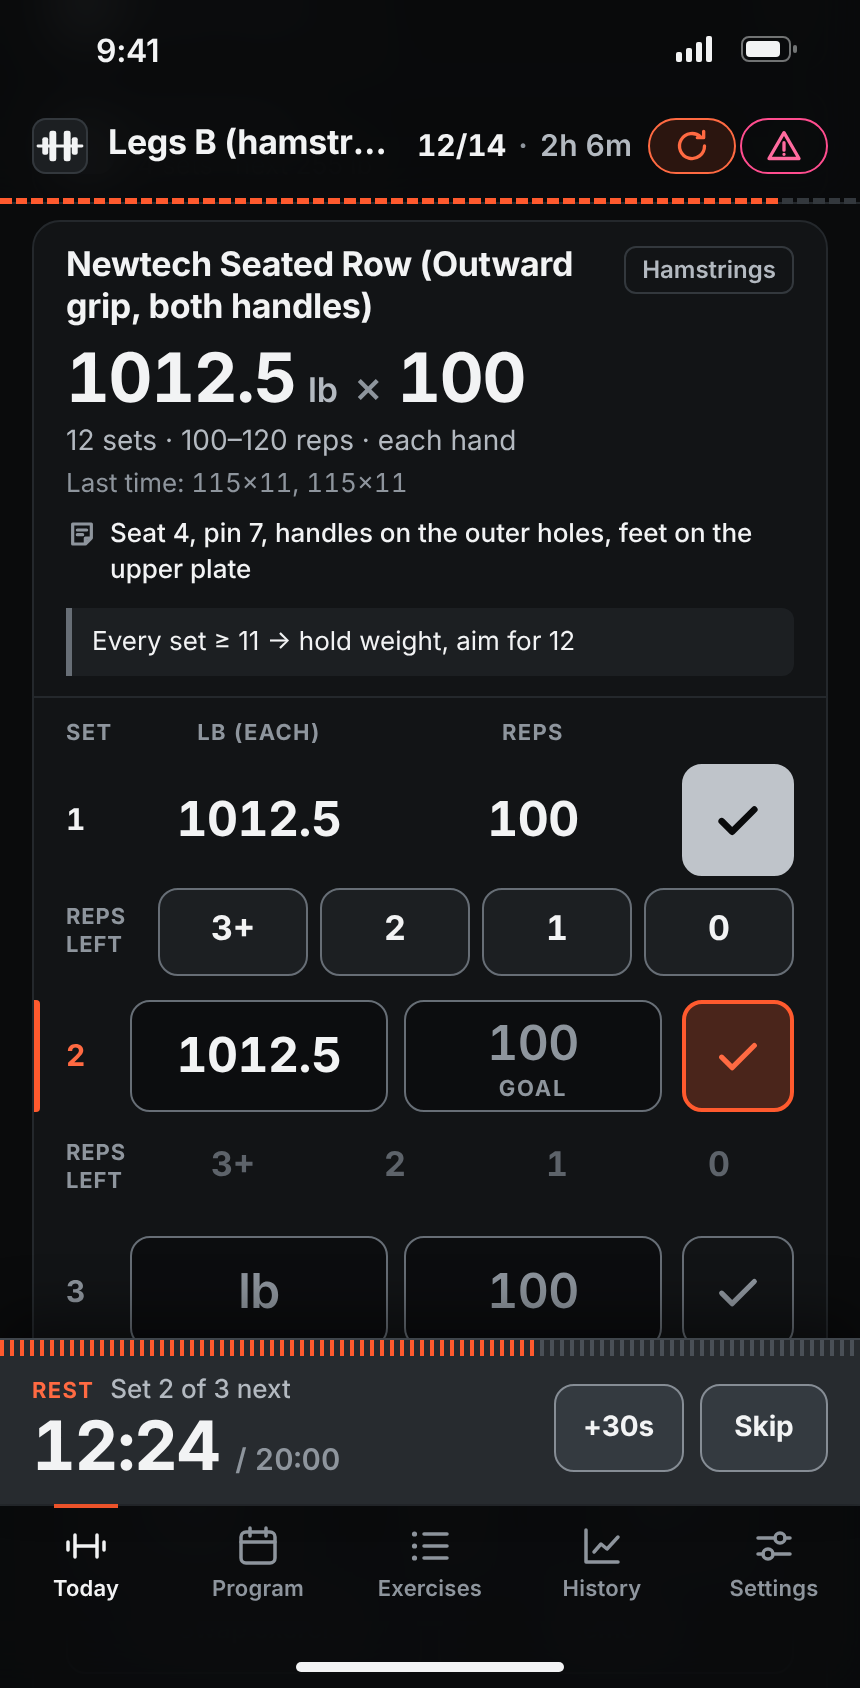 9:41
Legs B (hamstr... 12/14 · 2h 6m
Newtech Seated Row (Outward
grip, both handles)
Hamstrings
1012.5 lb × 100
12 sets · 100–120 reps · each hand
Last time: 115×11, 115×11
Seat 4, pin 7, handles on the outer holes, feet on the
upper plate
Every set ≥ 11 → hold weight, aim for 12
SET LB (EACH) REPS
1 1012.5 100
REPS
LEFT
3+ 2 1 0
2 1012.5 100
GOAL
REPS
LEFT
3+ 2 1 0
3 lb 100
REST Set 2 of 3 next
12:24 / 20:00
+30s Skip
Today Program Exercises History Settings